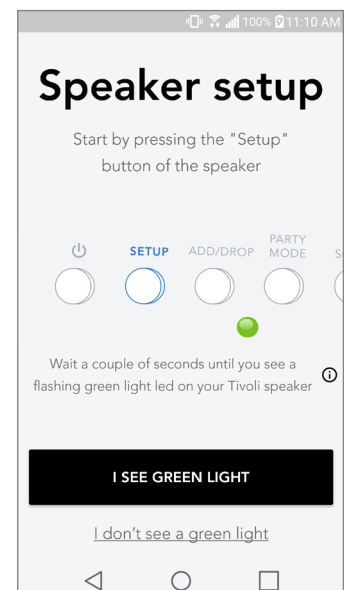 100% 11:10 AM
Speaker setup
Start by pressing the "Setup"
button of the speaker
SETUP ADD/DROP PARTY MODE S
Wait a couple of seconds until you see a
flashing green light led on your Tivoli speaker
I SEE GREEN LIGHT
I don't see a green light